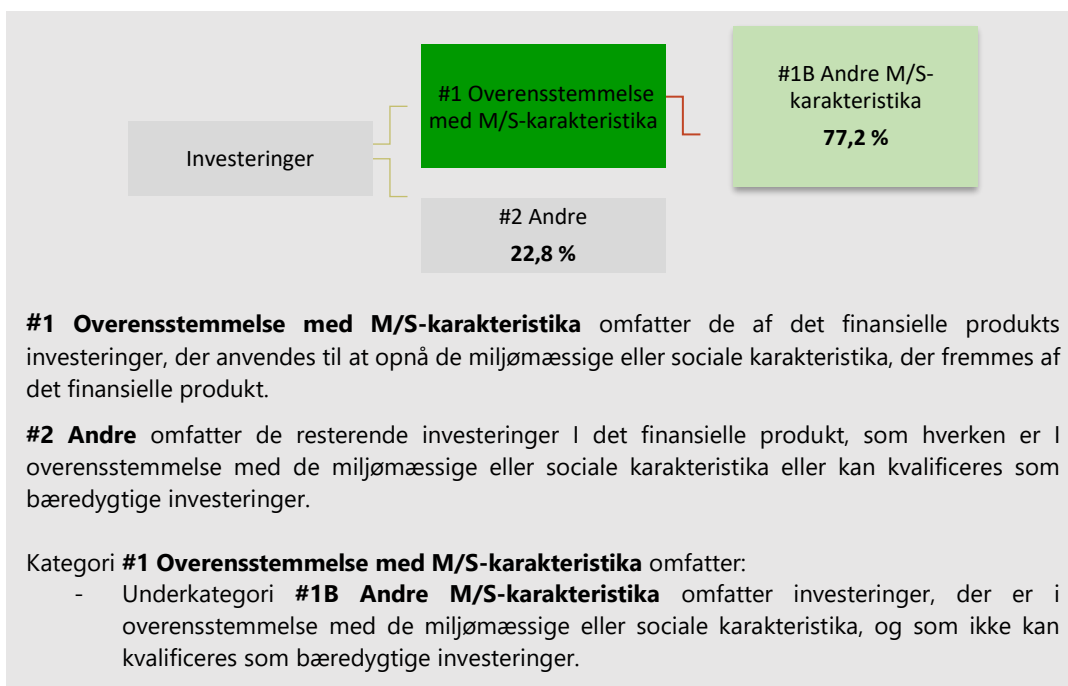 #1 Overensstemmelse
med M/S-karakteristika
#1B Andre M/S-
karakteristika
77,2 %
Investeringer
#2 Andre
22,8 %
#1 Overensstemmelse med M/S-karakteristika omfatter de af det finansielle produkts
investeringer, der anvendes til at opnå de miljømæssige eller sociale karakteristika, der fremmes af
det finansielle produkt.
#2 Andre omfatter de resterende investeringer I det finansielle produkt, som hverken er I
overensstemmelse med de miljømæssige eller sociale karakteristika eller kan kvalificeres som
bæredygtige investeringer.
Kategori #1 Overensstemmelse med M/S-karakteristika omfatter:
- Underkategori #1B Andre M/S-karakteristika omfatter investeringer, der er i
overensstemmelse med de miljømæssige eller sociale karakteristika, og som ikke kan
kvalificeres som bæredygtige investeringer.